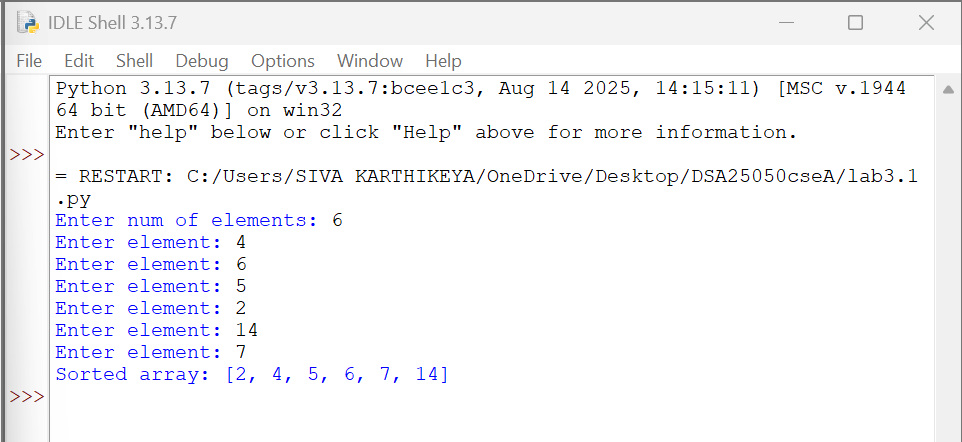 IDLE Shell 3.13.7
File Edit Shell Debug Options Window Help
Python 3.13.7 (tags/v3.13.7:bcee1c3, Aug 14 2025, 14:15:11) [MSC v.1944
64 bit (AMD64)] on win32
Enter "help" below or click "Help" above for more information.
>>>
= RESTART: C:/Users/SIVA KARTHIKEYA/OneDrive/Desktop/DSA25050cseA/lab3.1
.py
Enter num of elements: 6
Enter element: 4
Enter element: 6
Enter element: 5
Enter element: 2
Enter element: 14
Enter element: 7
Sorted array: [2, 4, 5, 6, 7, 14]
>>>